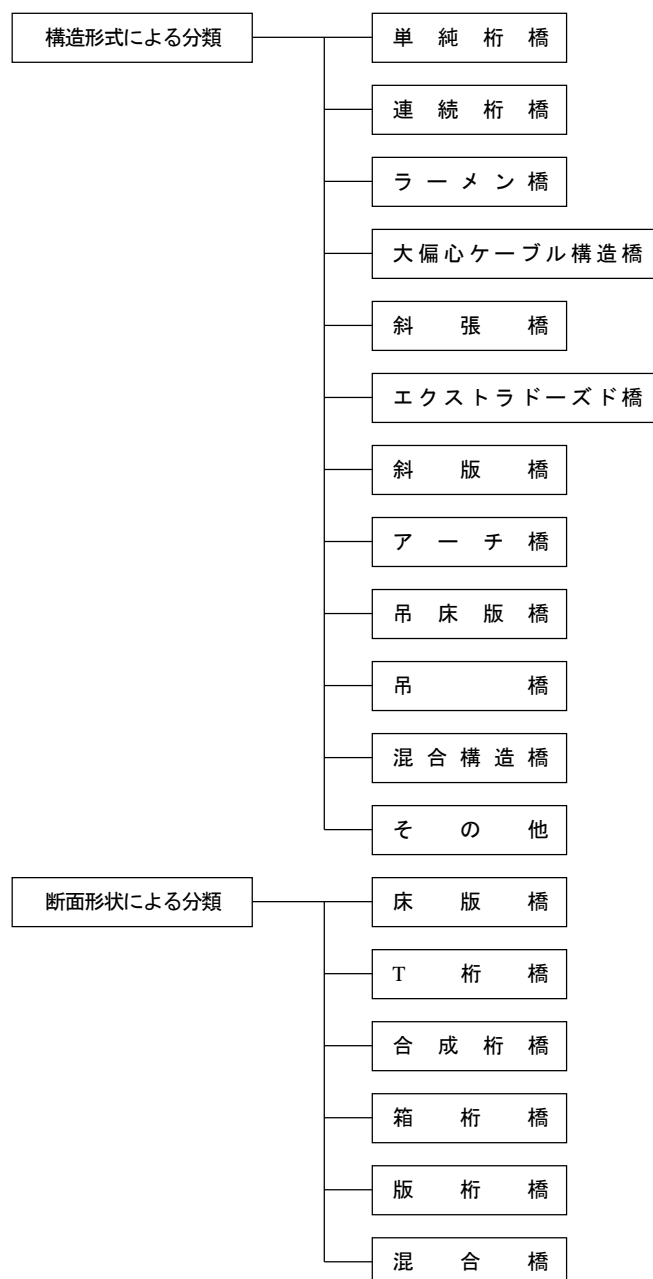 構造形式による分類
単純桁橋
連続桁橋
ラーメン橋
大偏心ケーブル構造橋
斜張橋
エクストラドーズド橋
斜版橋
アーチ橋
吊床版橋
吊橋
混合構造橋
その他
断面形状による分類
床版橋
T桁橋
合成桁橋
箱桁橋
版桁橋
混合橋